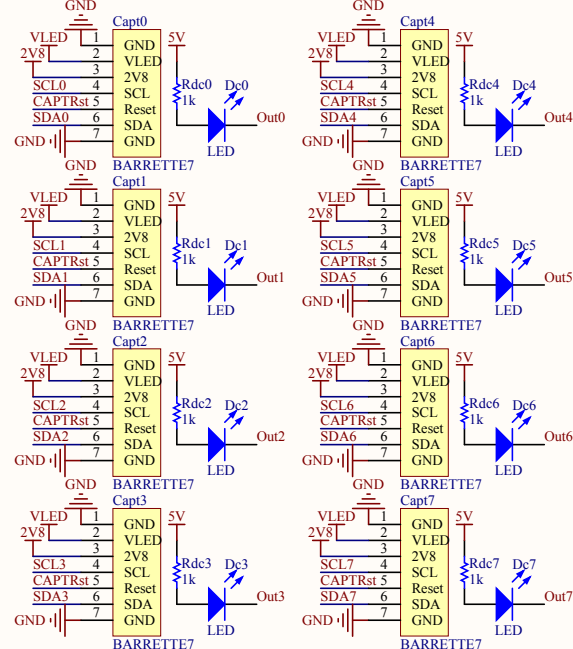 GND
Capt0
VLED 1 GND 5V
2V8 2 VLED
3 2V8 Rdc0 Dc0
SCL0 4 SCL 1k
CAPTRst 5 Reset
SDA0 6 SDA Out0
GND 7 GND LED
BARRETTE7
GND
Capt4
VLED 1 GND 5V
2V8 2 VLED
3 2V8 Rdc4 Dc4
SCL4 4 SCL 1k
CAPTRst 5 Reset
SDA4 6 SDA Out4
GND 7 GND LED
BARRETTE7
GND
Capt1
VLED 1 GND 5V
2V8 2 VLED
3 2V8 Rdc1 Dc1
SCL1 4 SCL 1k
CAPTRst 5 Reset
SDA1 6 SDA Out1
GND 7 GND LED
BARRETTE7
GND
Capt5
VLED 1 GND 5V
2V8 2 VLED
3 2V8 Rdc5 Dc5
SCL5 4 SCL 1k
CAPTRst 5 Reset
SDA5 6 SDA Out5
GND 7 GND LED
BARRETTE7
GND
Capt2
VLED 1 GND 5V
2V8 2 VLED
3 2V8 Rdc2 Dc2
SCL2 4 SCL 1k
CAPTRst 5 Reset
SDA2 6 SDA Out2
GND 7 GND LED
BARRETTE7
GND
Capt6
VLED 1 GND 5V
2V8 2 VLED
3 2V8 Rdc6 Dc6
SCL6 4 SCL 1k
CAPTRst 5 Reset
SDA6 6 SDA Out6
GND 7 GND LED
BARRETTE7
GND
Capt3
VLED 1 GND 5V
2V8 2 VLED
3 2V8 Rdc3 Dc3
SCL3 4 SCL 1k
CAPTRst 5 Reset
SDA3 6 SDA Out3
GND 7 GND LED
BARRETTE7
GND
Capt7
VLED 1 GND 5V
2V8 2 VLED
3 2V8 Rdc7 Dc7
SCL7 4 SCL 1k
CAPTRst 5 Reset
SDA7 6 SDA Out7
GND 7 GND LED
BARRETTE7